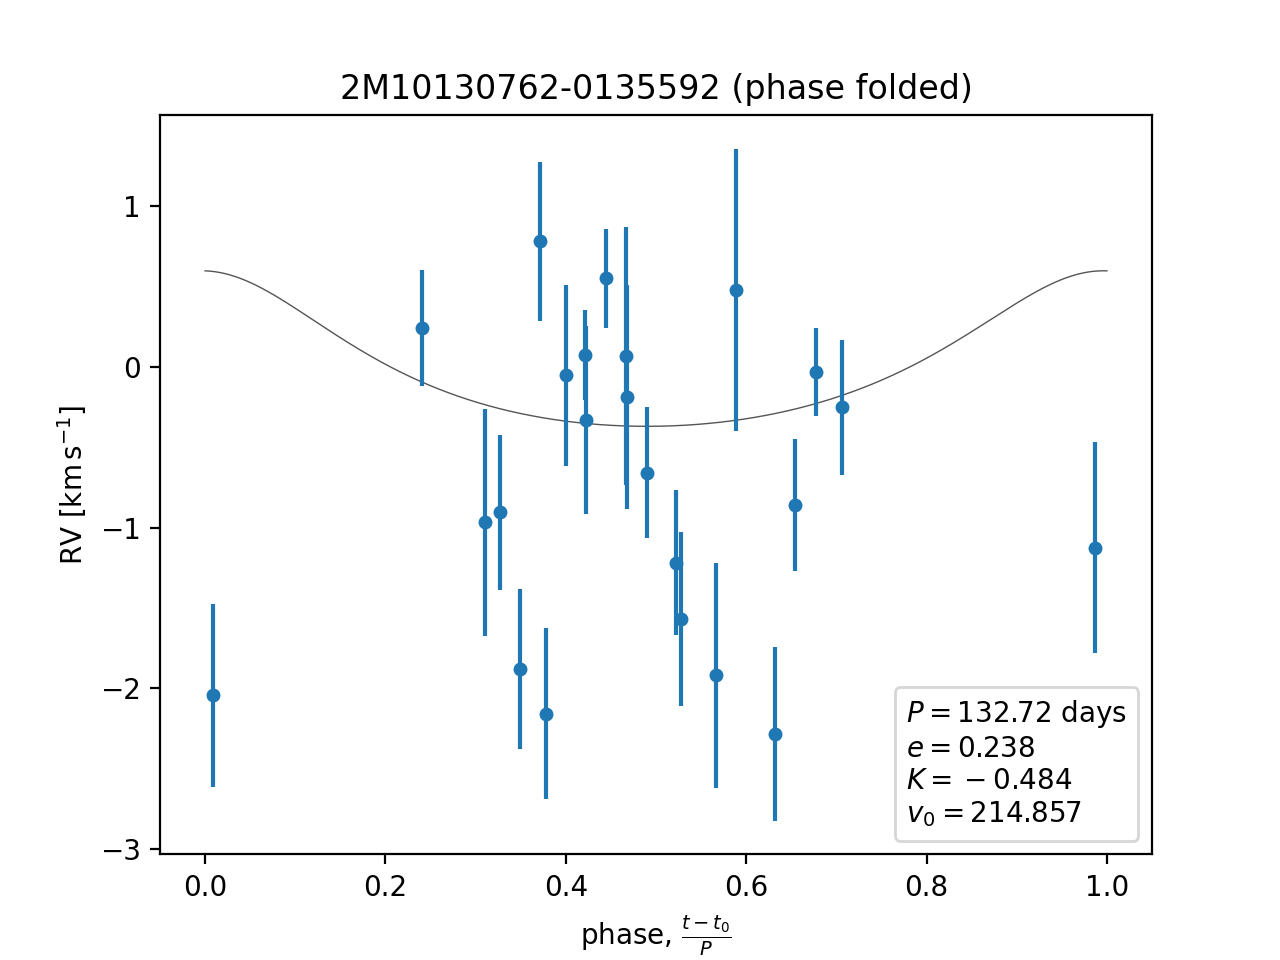 2M10130762-0135592 (phase folded)
1
0
−1
−2
−3
RV [km s⁻¹]
P = 132.72 days
e = 0.238
K = −0.484
v₀ = 214.857
0.0 0.2 0.4 0.6 0.8 1.0
phase, (t − t₀)/P